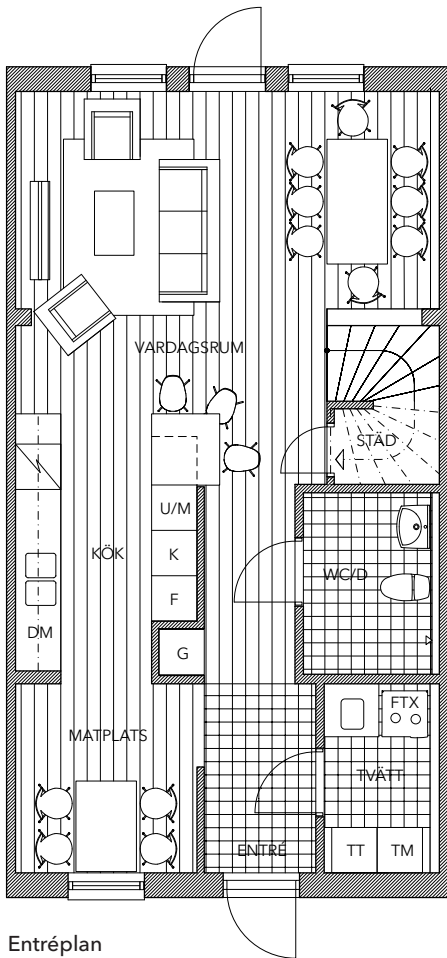 VARDAGSRUM
STÄD
U/M
KÖK
K
WC/D
F
DM
G
FTX
MATPLATS
TVÄTT
ENTRÉ
TT
TM
Entréplan